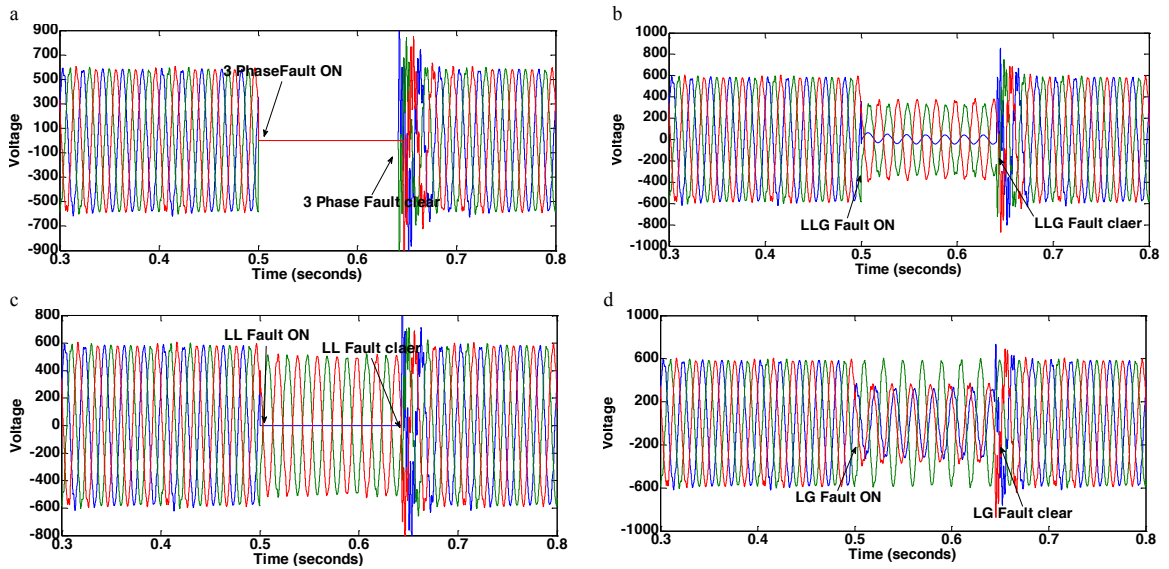 a
900
700
500
300
100
-100
-300
-500
-700
-900
Voltage
3 PhaseFault ON
3 Phase Fault clear
0.3 0.4 0.5 0.6 0.7 0.8
Time (seconds)
b
1000
800
600
400
200
0
-200
-400
-600
-800
-1000
Voltage
LLG Fault ON
LLG Fault claer
0.3 0.4 0.5 0.6 0.7 0.8
Time (seconds)
c
800
600
400
200
0
-200
-400
-600
-800
Voltage
LL Fault ON
LL Fault claer
0.3 0.4 0.5 0.6 0.7 0.8
Time (seconds)
d
1000
600
200
-200
-600
-1000
Voltage
LG Fault ON
LG Fault clear
0.3 0.4 0.5 0.6 0.7 0.8
Time (seconds)